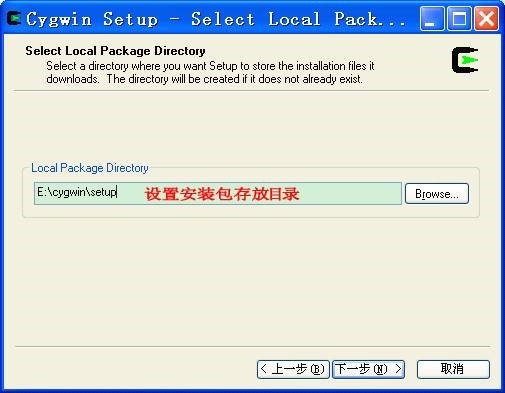 Cygwin Setup - Select Local Pack...
Select Local Package Directory
Select a directory where you want Setup to store the installation files it
downloads. The directory will be created if it does not already exist.
Local Package Directory
E:\cygwin\setup 设置安装包存放目录 Browse...
< 上一步(B) 下一步(N) > 取消